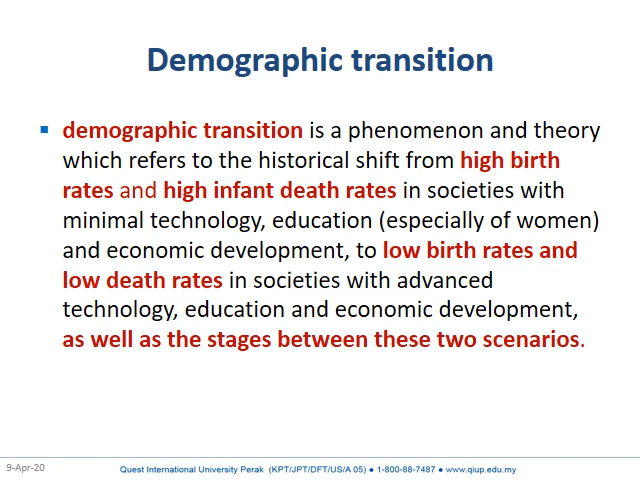 Demographic transition
▪ demographic transition is a phenomenon and theory
which refers to the historical shift from high birth
rates and high infant death rates in societies with
minimal technology, education (especially of women)
and economic development, to low birth rates and
low death rates in societies with advanced
technology, education and economic development,
as well as the stages between these two scenarios.
9-Apr-20
Quest International University Perak (KPT/JPT/DFT/US/A 05) ● 1-800-88-7487 ● www.qiup.edu.my